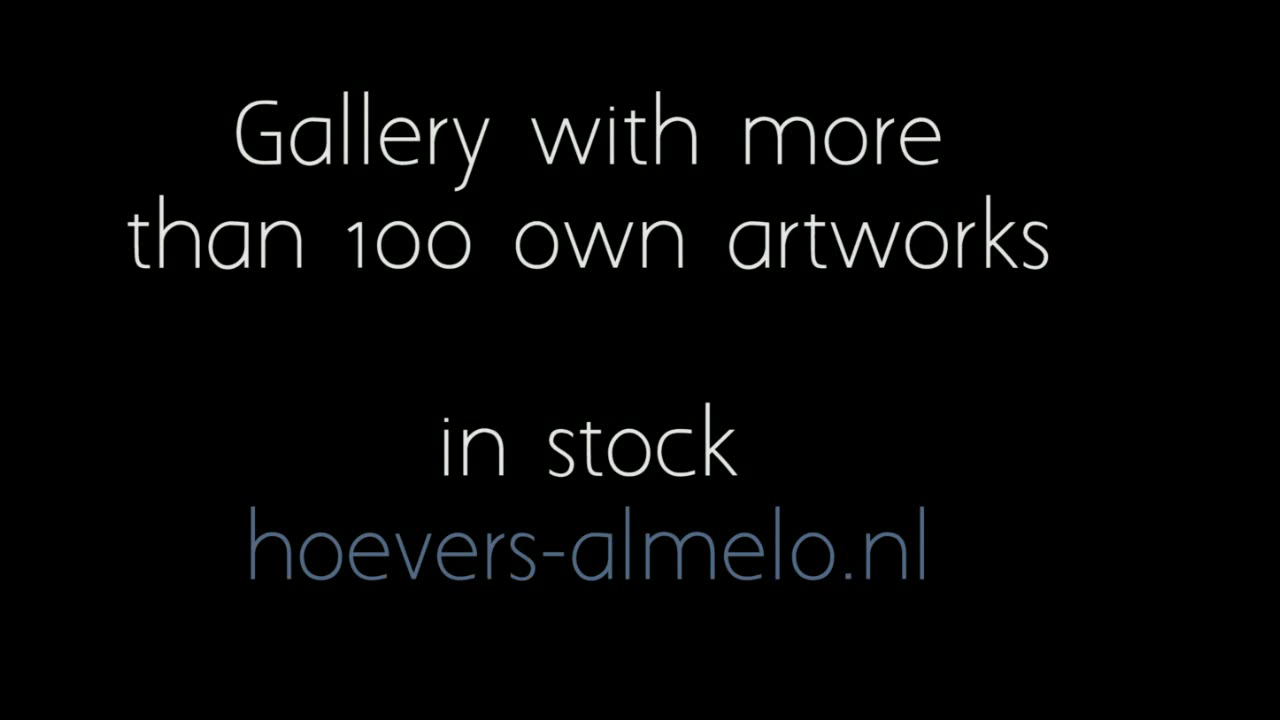 Gallery with more
than 100 own artworks
in stock
hoevers-almelo.nl